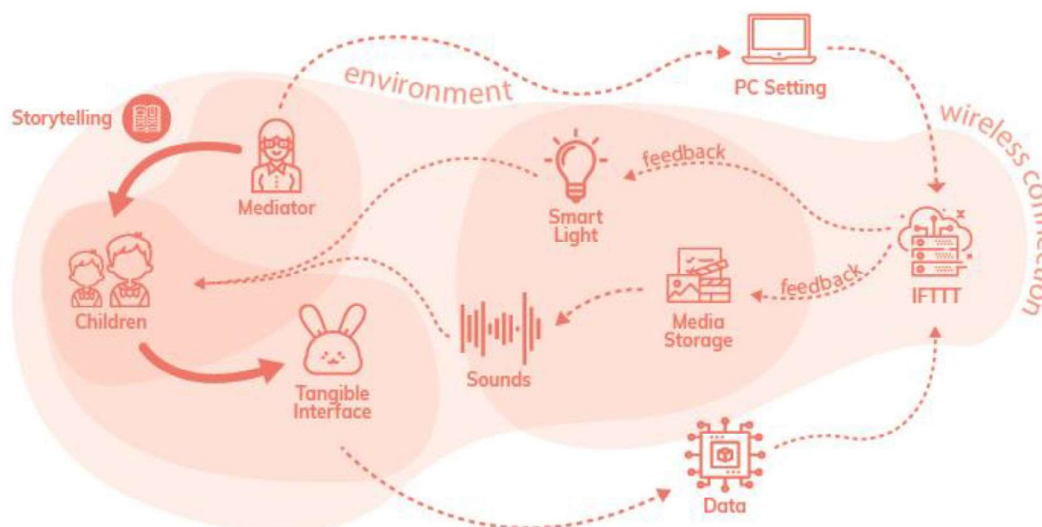 environment
PC Setting
wireless connection
Storytelling
Mediator
feedback
Smart
Light
IFTTT
feedback
Children
Media
Storage
Sounds
Tangible
Interface
Data